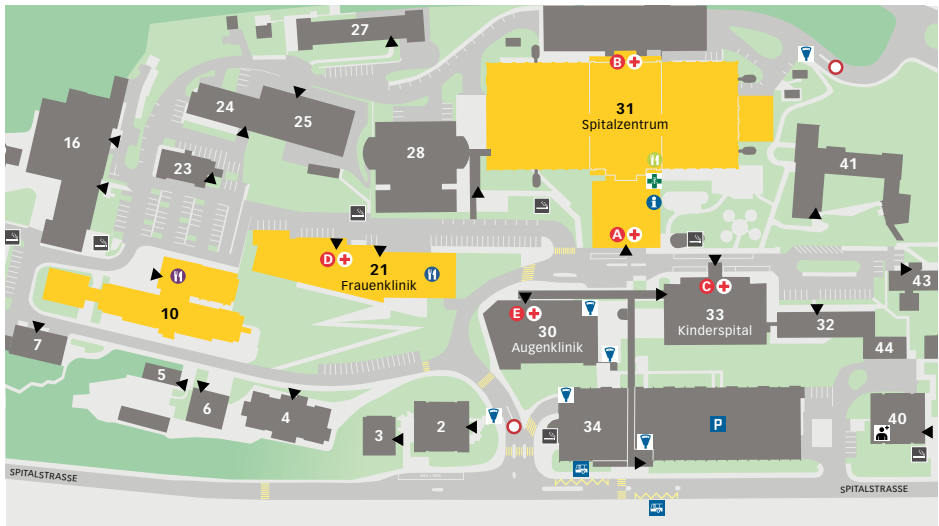 27
B
31
Spitalzentrum
24
25
16
28
23
41
i
A
D
21
Frauenklinik
C
43
10
E
30
Augenklinik
33
Kinderspital
32
7
44
5
6
4
3
2
34
P
40
SPITALSTRASSE
SPITALSTRASSE